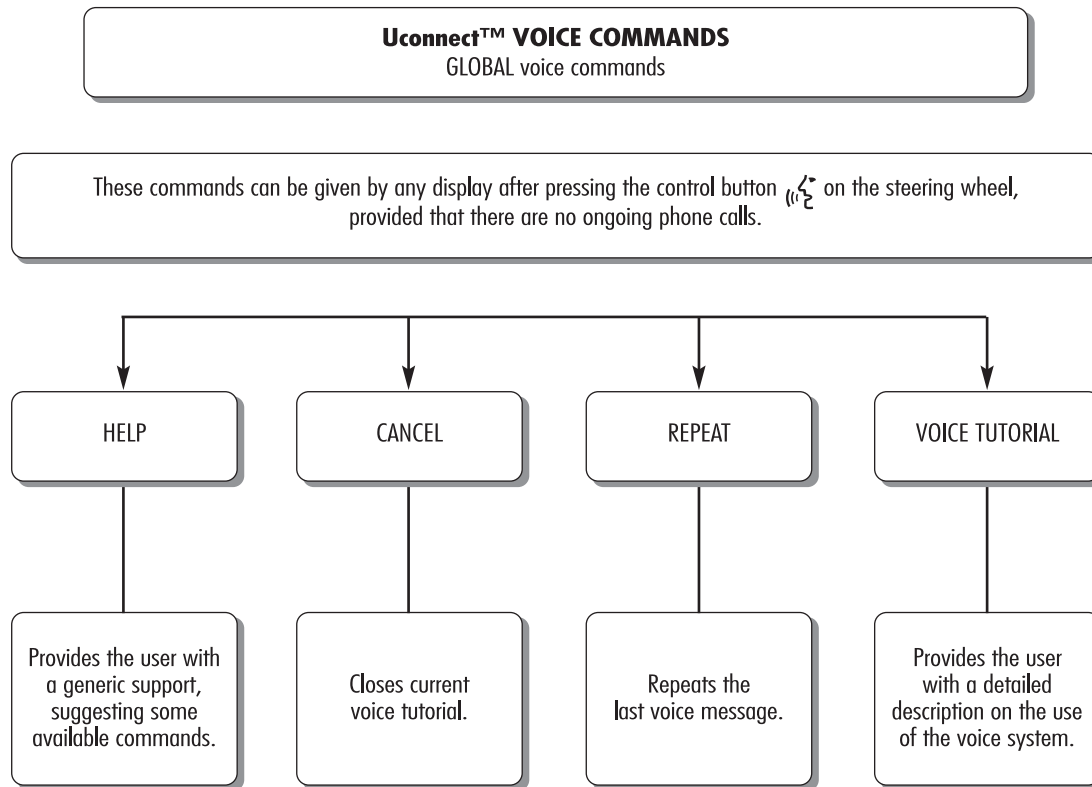 Uconnect™ VOICE COMMANDS
GLOBAL voice commands
These commands can be given by any display after pressing the control button on the steering wheel,
provided that there are no ongoing phone calls.
HELP
CANCEL
REPEAT
VOICE TUTORIAL
Provides the user with
a generic support,
suggesting some
available commands.
Closes current
voice tutorial.
Repeats the
last voice message.
Provides the user
with a detailed
description on the use
of the voice system.